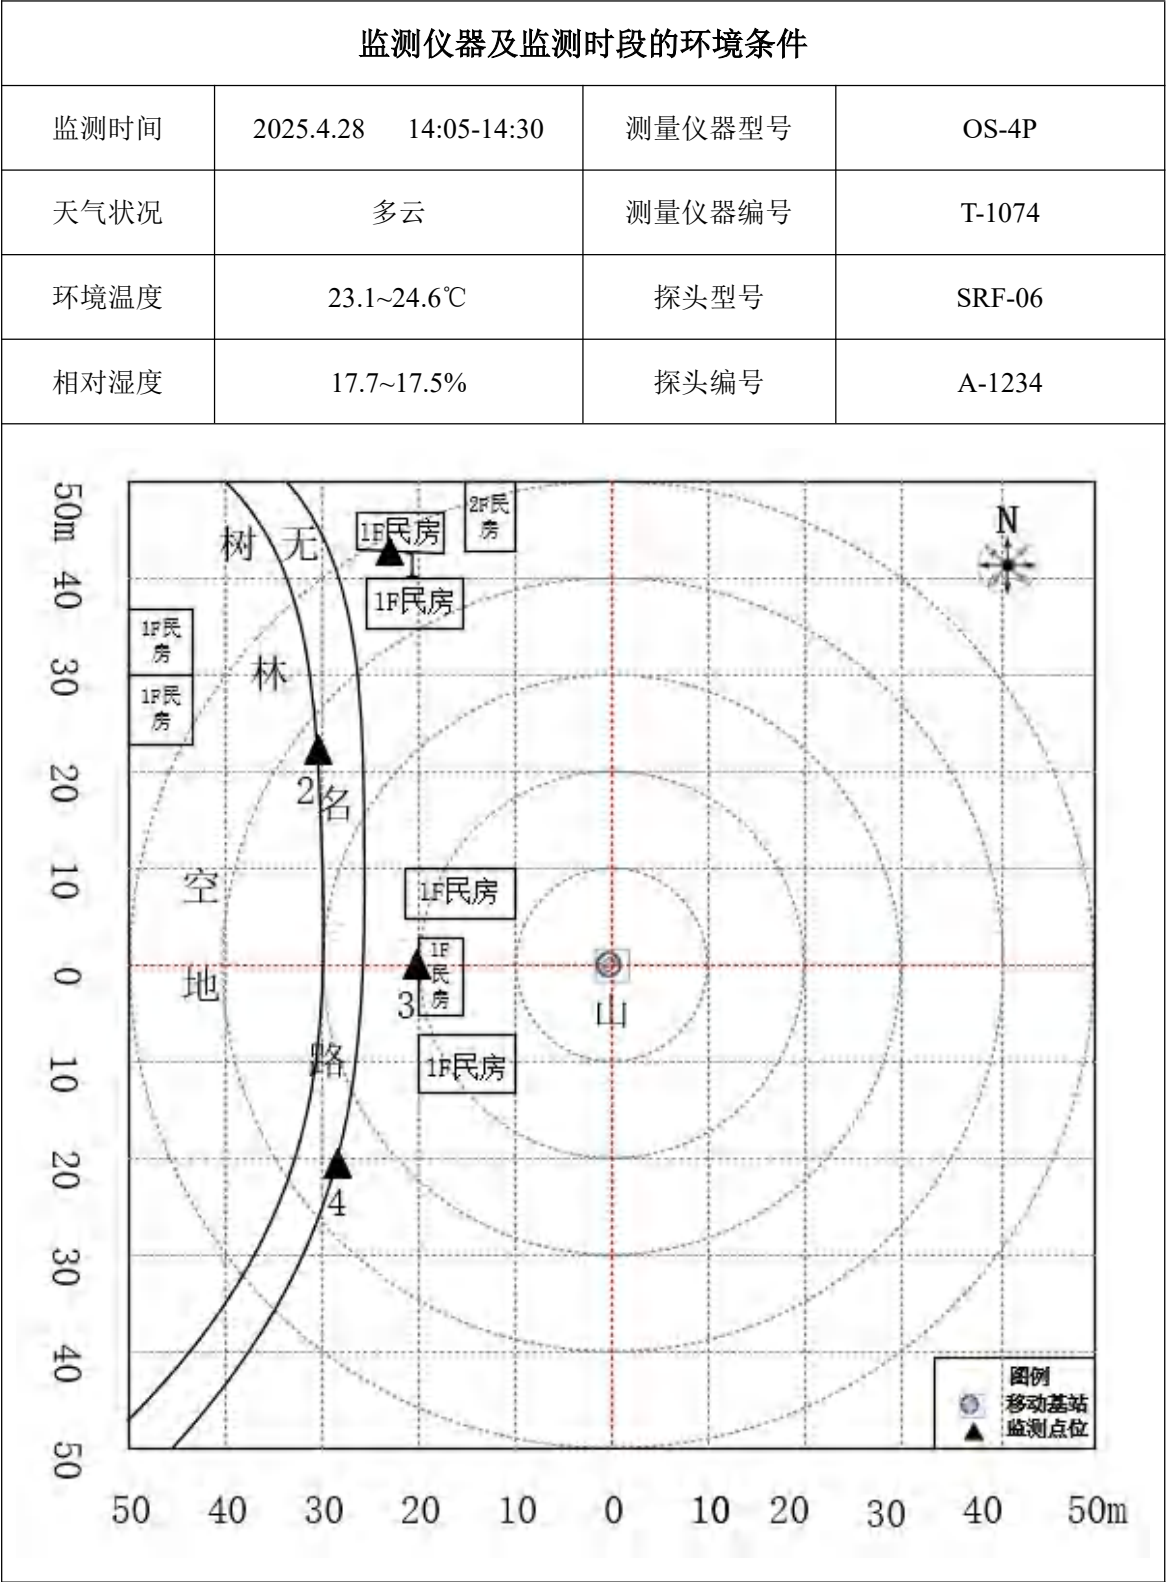 监测仪器及监测时段的环境条件
监测时间 2025.4.28 14:05-14:30 测量仪器型号 OS-4P
天气状况 多云 测量仪器编号 T-1074
环境温度 23.1~24.6℃ 探头型号 SRF-06
相对湿度 17.7~17.5% 探头编号 A-1234
50m
40
30
20
10
0
10
20
30
40
50
树 无
1F民房
2F民
房
N
1
1F民房
1F民
房
林
1F民
房
2
名
空
1F民房
地
1F
民
房
3
山
路
1F民房
4
图例
移动基站
监测点位
50 40 30 20 10 0 10 20 30 40 50m